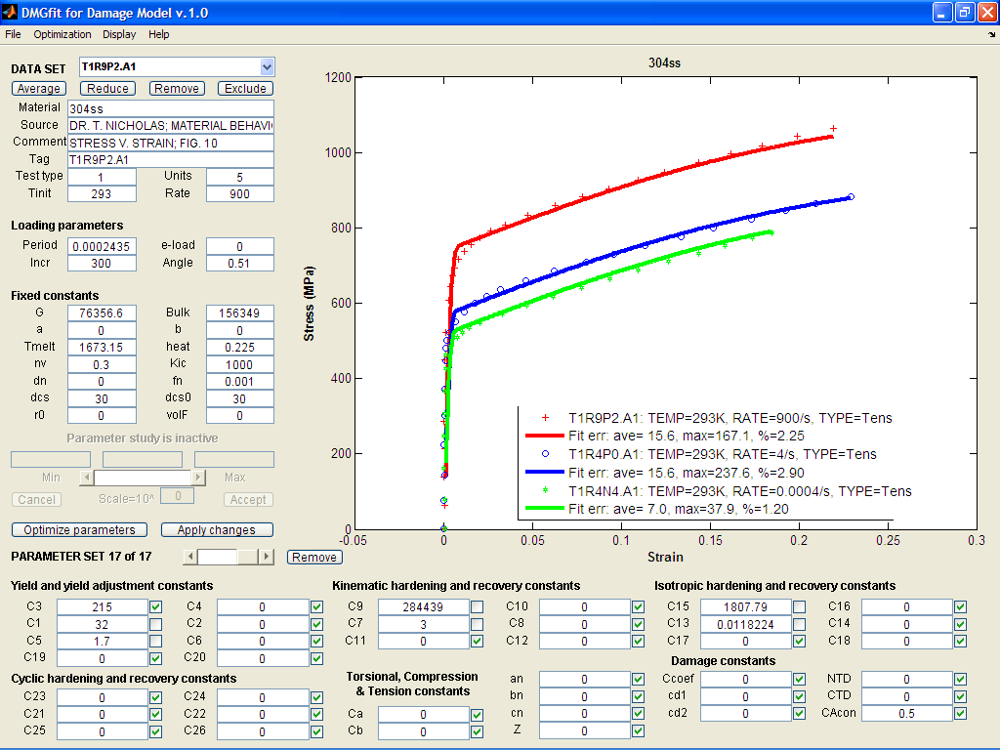 DMGfit for Damage Model v.1.0
File Optimization Display Help
DATA SET T1R9P2.A1
Average Reduce Remove Exclude
Material 304ss
Source DR. T. NICHOLAS; MATERIAL BEHAVI
Comment STRESS V. STRAIN; FIG. 10
Tag T1R9P2.A1
Test type 1 Units 5
Tinit 293 Rate 900
Loading parameters
Period 0.0002435 e-load 0
Incr 300 Angle 0.51
Fixed constants
G 76356.6 Bulk 156349
a 0 b 0
Tmelt 1673.15 heat 0.225
nv 0.3 Kic 1000
dn 0 fn 0.001
dcs 30 dcs0 30
r0 0 volF 0
Parameter study is inactive
Min Max
Cancel Scale=10^ 0 Accept
Optimize parameters Apply changes
PARAMETER SET 17 of 17 Remove
304ss
1200
1000
800
600
400
200
0
Stress (MPa)
-0.05 0 0.05 0.1 0.15 0.2 0.25 0.3
Strain
T1R9P2.A1: TEMP=293K, RATE=900/s, TYPE=Tens
Fit err: ave= 15.6, max=167.1, %=2.25
T1R4P0.A1: TEMP=293K, RATE=4/s, TYPE=Tens
Fit err: ave= 15.6, max=237.6, %=2.90
T1R4N4.A1: TEMP=293K, RATE=0.0004/s, TYPE=Tens
Fit err: ave= 7.0, max=37.9, %=1.20
Yield and yield adjustment constants
C3 215 C4 0
C1 32 C2 0
C5 1.7 C6 0
C19 0 C20 0
Cyclic hardening and recovery constants
C23 0 C24 0
C21 0 C22 0
C25 0 C26 0
Kinematic hardening and recovery constants
C9 284439 C10 0
C7 3 C8 0
C11 0 C12 0
Torsional, Compression
& Tension constants
Ca 0
Cb 0
an 0
bn 0
cn 0
Z 0
Isotropic hardening and recovery constants
C15 1807.79 C16 0
C13 0.0118224 C14 0
C17 0 C18 0
Damage constants
Ccoef 0 NTD 0
cd1 0 CTD 0
cd2 0 CAcon 0.5